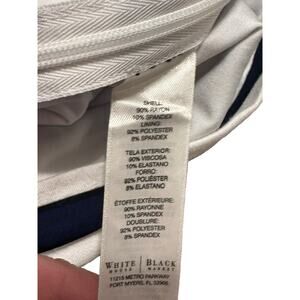 SHELL:
90% RAYON
10% SPANDEX
LINING:
92% POLYESTER
8% SPANDEX
TELA EXTERIOR:
90% VISCOSA
10% ELASTANO
FORRO:
92% POLIÉSTER
8% ELASTANO
ÉTOFFE EXTÉRIEURE:
90% RAYONNE
10% SPANDEX
DOUBLURE:
92% POLYESTER
8% SPANDEX
WHITE | BLACK
HOUSE | MARKET
11215 METRO PARKWAY
FORT MYERS, FL 33966